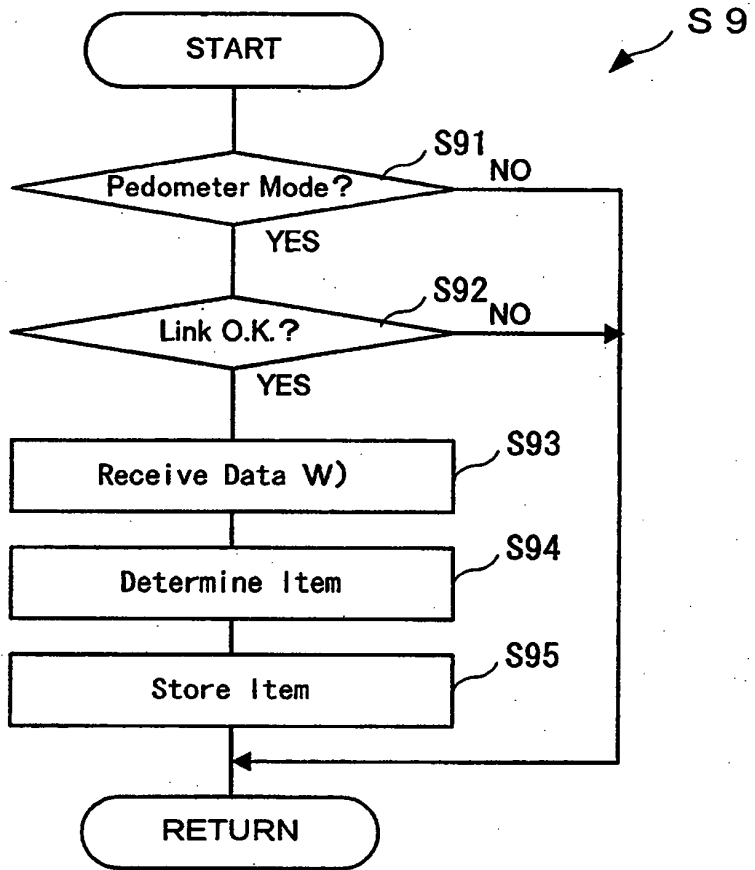 S 9
START
S91
Pedometer Mode?
NO
YES
S92
Link O.K.?
NO
YES
S93
Receive Data W)
S94
Determine Item
S95
Store Item
RETURN